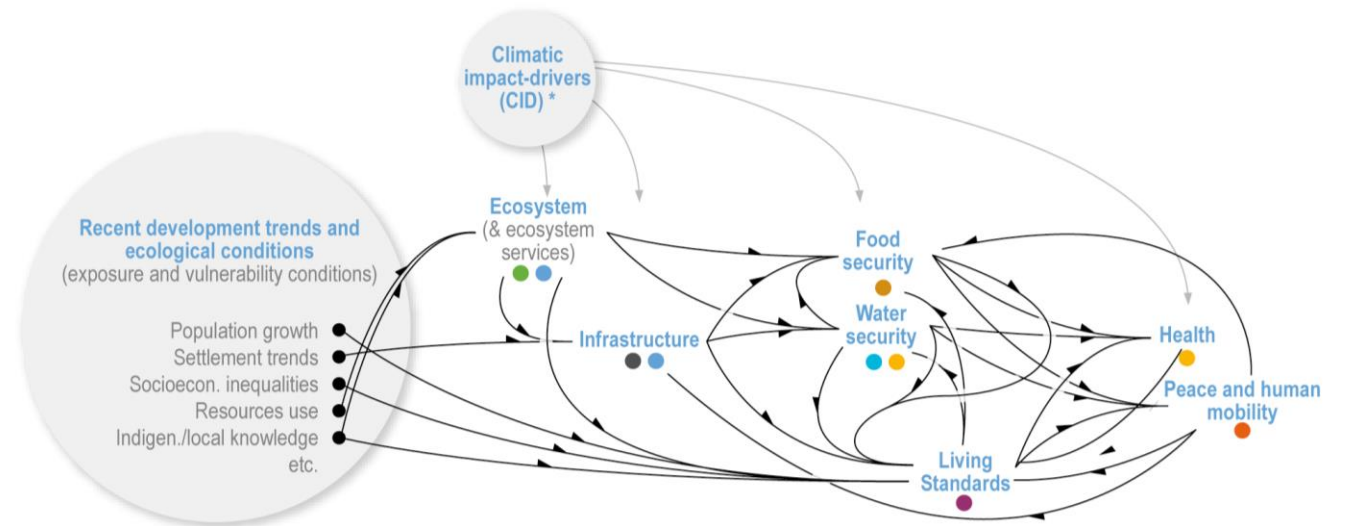 Climatic
impact-drivers
(CID) *
Recent development trends and
ecological conditions
(exposure and vulnerability conditions)
Population growth
Settlement trends
Socioecon. inequalities
Resources use
Indigen./local knowledge
etc.
Ecosystem
(& ecosystem
services)
Infrastructure
Food
security
Water
security
Health
Peace and human
mobility
Living
Standards